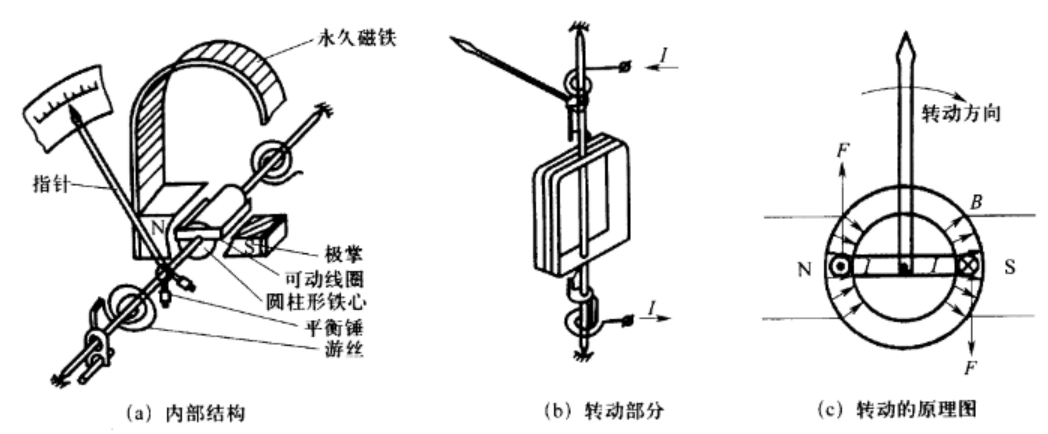 永久磁铁
指针
N
S
极掌
可动线圈
圆柱形铁心
平衡锤
游丝
(a) 内部结构
I
I
(b) 转动部分
转动方向
F
B
N
I
I
S
F
(c) 转动的原理图